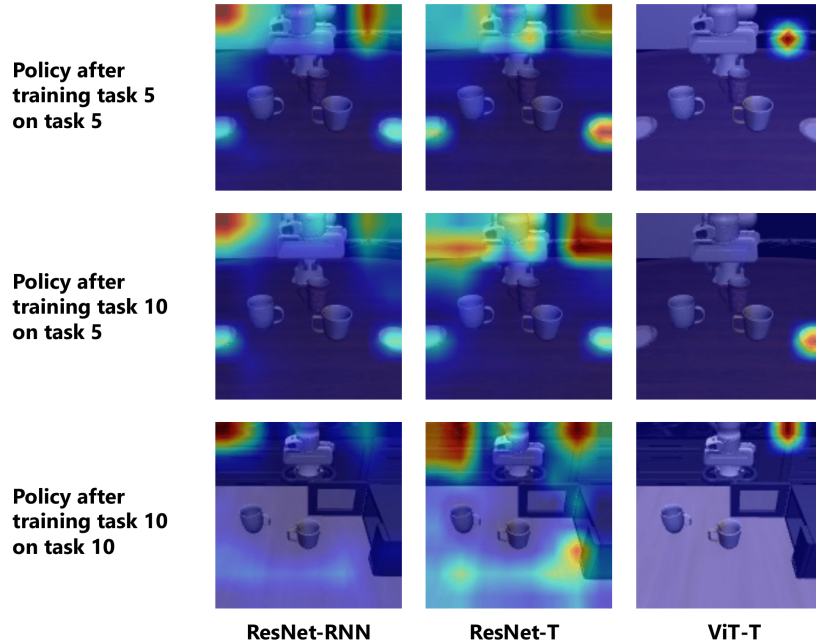 Policy after
training task 5
on task 5
Policy after
training task 10
on task 5
Policy after
training task 10
on task 10
ResNet-RNN
ResNet-T
ViT-T